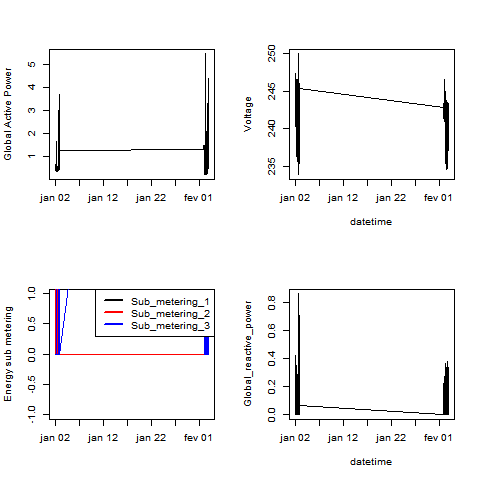 Global Active Power
5
4
3
2
1
jan 02 jan 12 jan 22 fev 01
Voltage
250
245
240
235
jan 02 jan 12 jan 22 fev 01
datetime
Energy sub metering
1.0
0.5
0.0
-0.5
-1.0
Sub_metering_1
Sub_metering_2
Sub_metering_3
jan 02 jan 12 jan 22 fev 01
Global_reactive_power
0.8
0.6
0.4
0.2
0.0
jan 02 jan 12 jan 22 fev 01
datetime